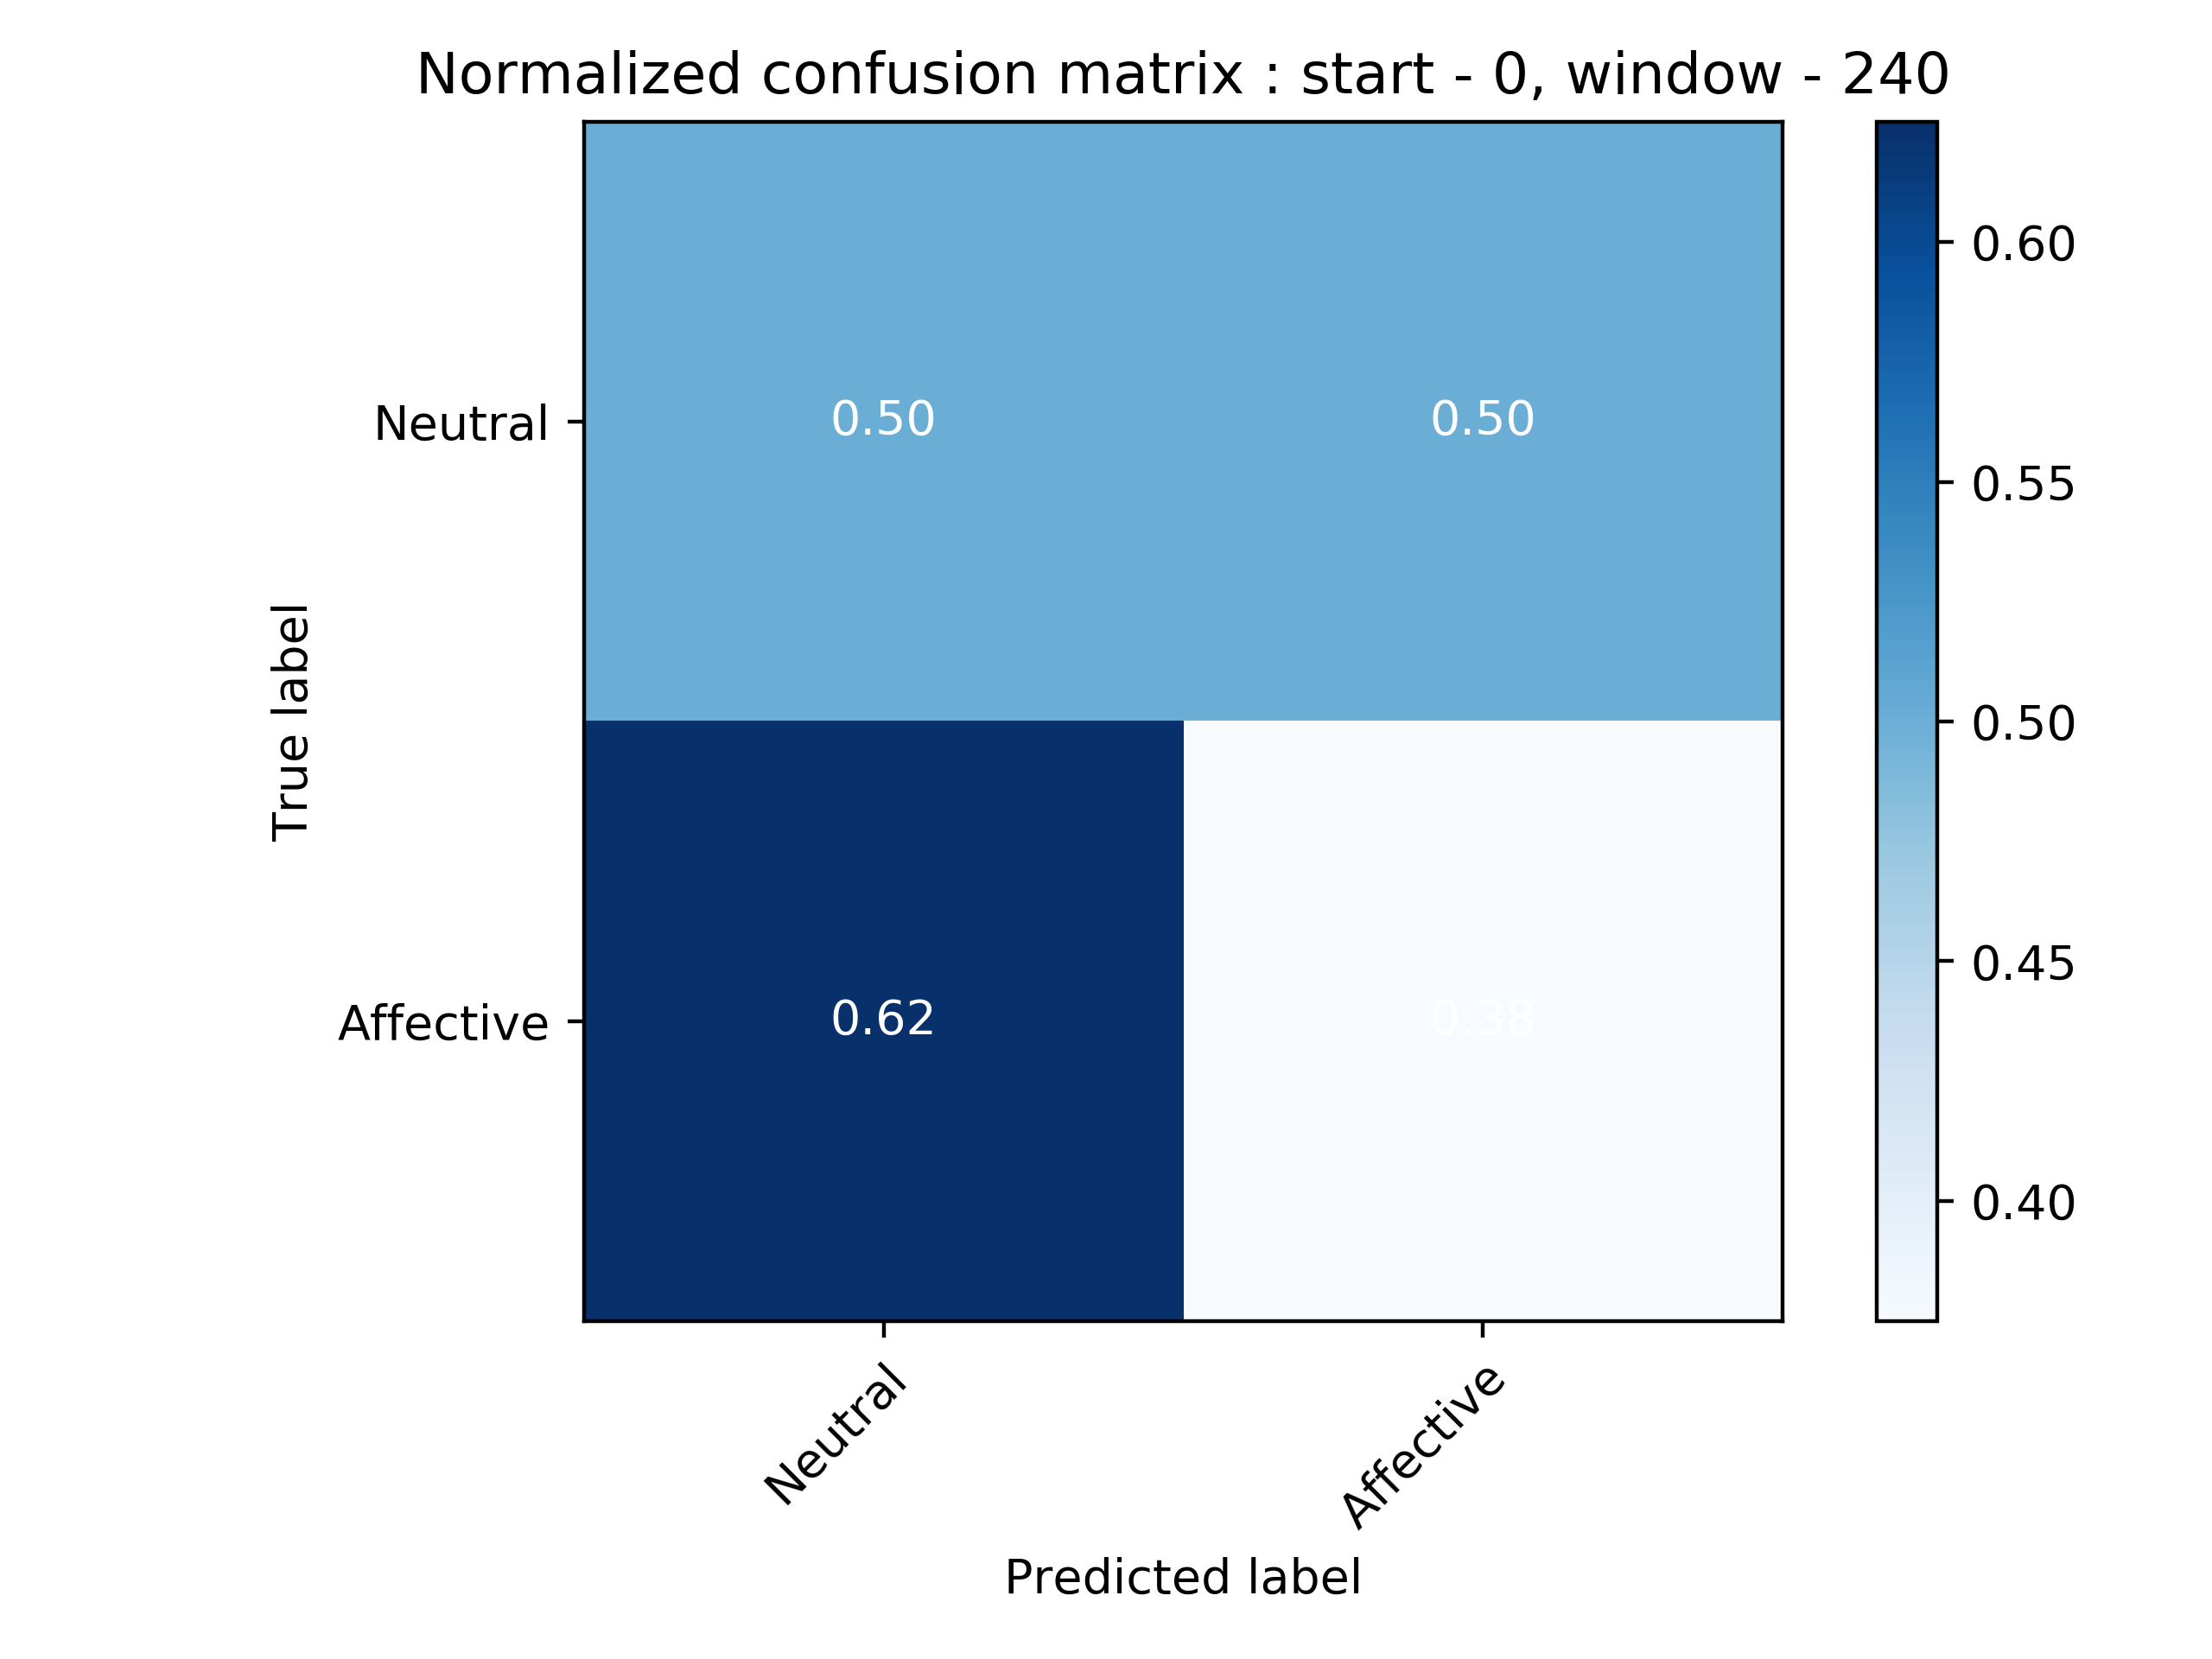 Normalized confusion matrix : start - 0, window - 240
Neutral
0.50
0.50
Affective
0.62
0.38
True label
Neutral
Affective
Predicted label
0.60
0.55
0.50
0.45
0.40